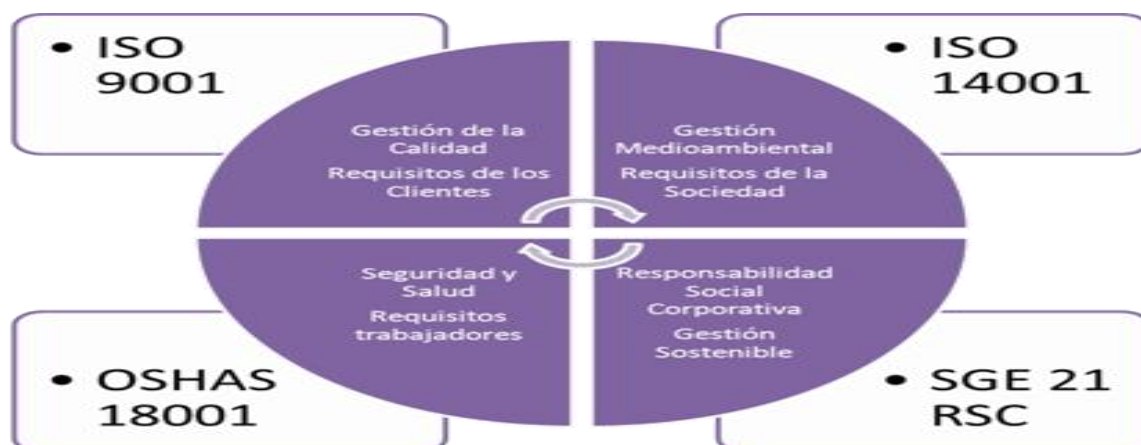 • ISO
9001
Gestión de la
Calidad
Requisitos de los
Clientes
• ISO
14001
Gestión
Medioambiental
Requisitos de la
Sociedad
Seguridad y
Salud
Requisitos
trabajadores
• OSHAS
18001
Responsabilidad
Social
Corporativa
Gestión
Sostenible
• SGE 21
RSC